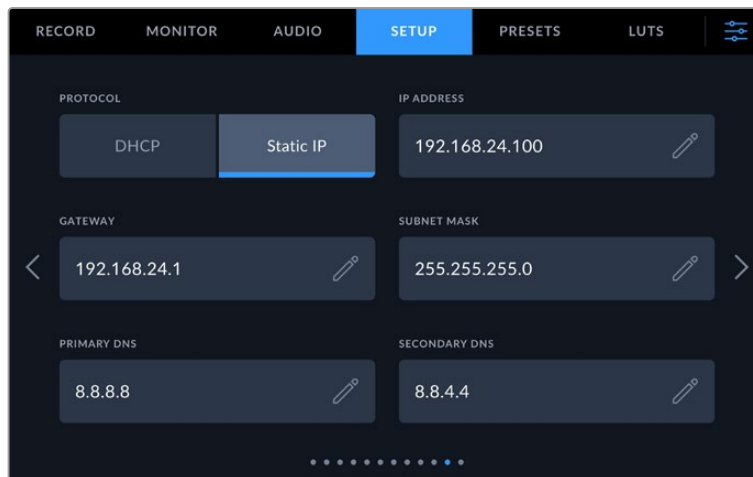 RECORD MONITOR AUDIO SETUP PRESETS LUTS
PROTOCOL IP ADDRESS
DHCP Static IP 192.168.24.100
GATEWAY SUBNET MASK
192.168.24.1 255.255.255.0
PRIMARY DNS SECONDARY DNS
8.8.8.8 8.8.4.4